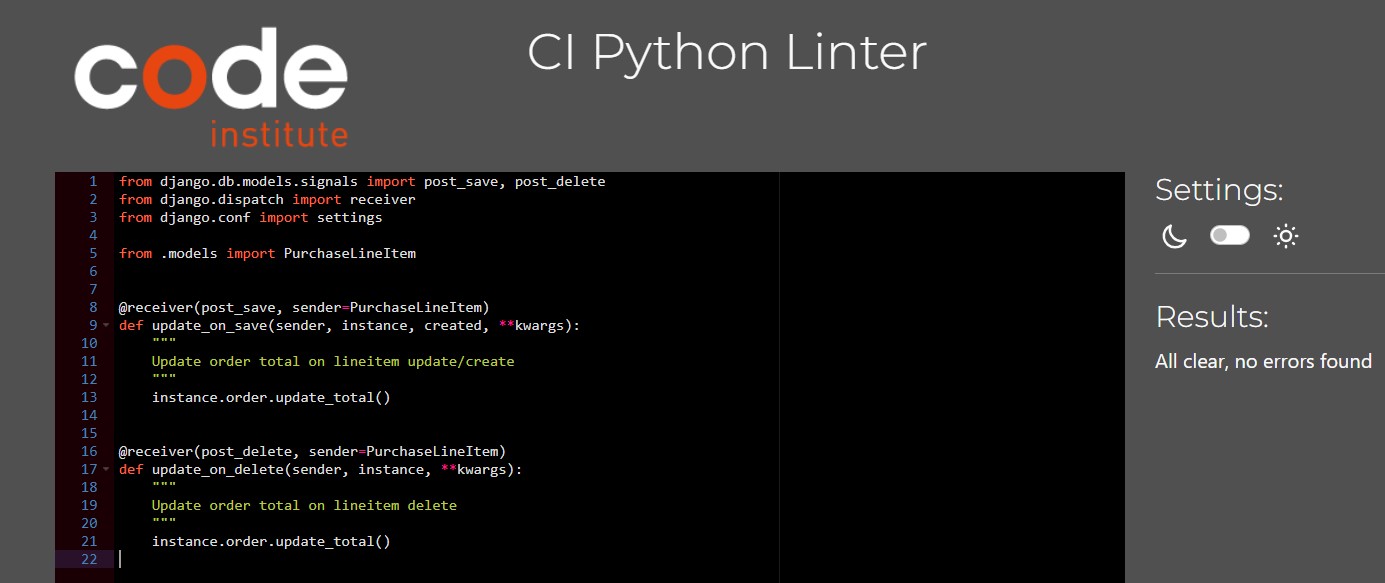 code
institute
CI Python Linter
1 from django.db.models.signals import post_save, post_delete
2 from django.dispatch import receiver
3 from django.conf import settings
4
5 from .models import PurchaseLineItem
6
7
8 @receiver(post_save, sender=PurchaseLineItem)
9 def update_on_save(sender, instance, created, **kwargs):
10     """
11     Update order total on lineitem update/create
12     """
13     instance.order.update_total()
14
15
16 @receiver(post_delete, sender=PurchaseLineItem)
17 def update_on_delete(sender, instance, **kwargs):
18     """
19     Update order total on lineitem delete
20     """
21     instance.order.update_total()
22
Settings:
Results:
All clear, no errors found